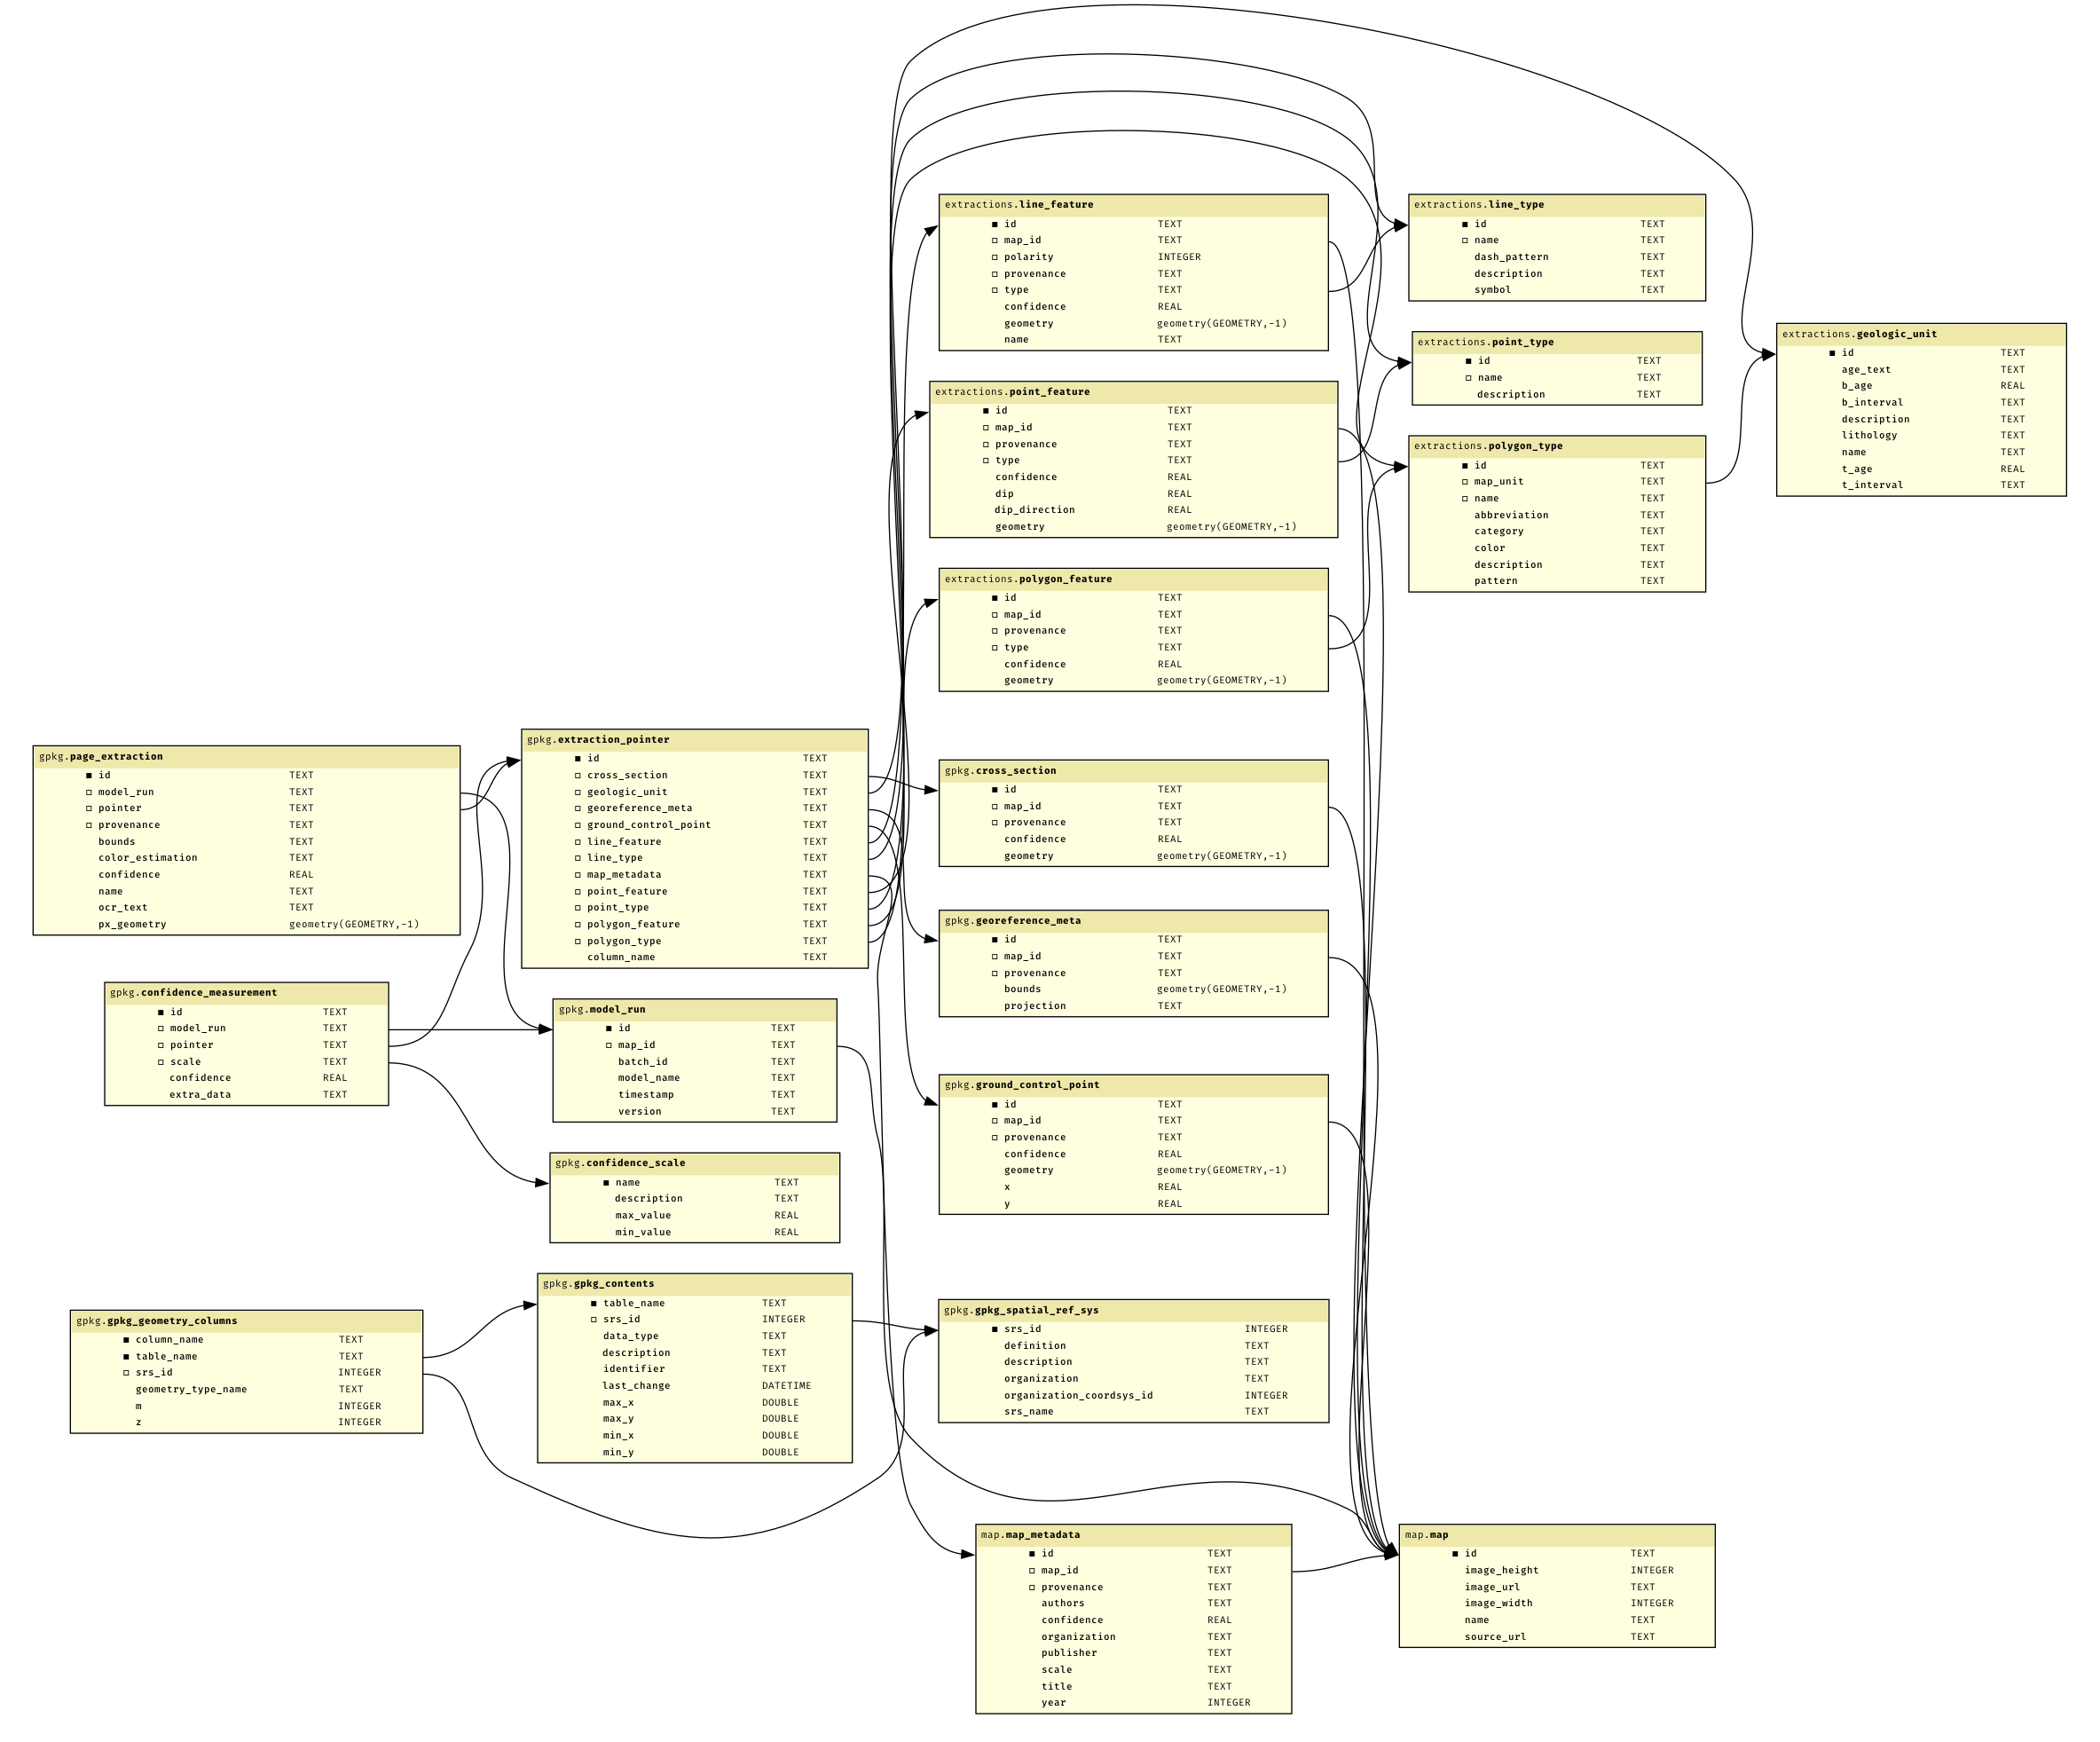 extractions.line_feature
id TEXT
map_id TEXT
polarity INTEGER
provenance TEXT
type TEXT
confidence REAL
geometry geometry(GEOMETRY,-1)
name TEXT
extractions.line_type
id TEXT
name TEXT
dash_pattern TEXT
description TEXT
symbol TEXT
extractions.point_type
id TEXT
name TEXT
description TEXT
extractions.geologic_unit
id TEXT
age_text TEXT
b_age REAL
b_interval TEXT
description TEXT
lithology TEXT
name TEXT
t_age REAL
t_interval TEXT
extractions.point_feature
id TEXT
map_id TEXT
provenance TEXT
type TEXT
confidence REAL
dip REAL
dip_direction REAL
geometry geometry(GEOMETRY,-1)
extractions.polygon_type
id TEXT
map_unit TEXT
name TEXT
abbreviation TEXT
category TEXT
color TEXT
description TEXT
pattern TEXT
extractions.polygon_feature
id TEXT
map_id TEXT
provenance TEXT
type TEXT
confidence REAL
geometry geometry(GEOMETRY,-1)
gpkg.page_extraction
id TEXT
model_run TEXT
pointer TEXT
provenance TEXT
bounds TEXT
color_estimation TEXT
confidence REAL
name TEXT
ocr_text TEXT
px_geometry geometry(GEOMETRY,-1)
gpkg.extraction_pointer
id TEXT
cross_section TEXT
geologic_unit TEXT
georeference_meta TEXT
ground_control_point TEXT
line_feature TEXT
line_type TEXT
map_metadata TEXT
point_feature TEXT
point_type TEXT
polygon_feature TEXT
polygon_type TEXT
column_name TEXT
gpkg.cross_section
id TEXT
map_id TEXT
provenance TEXT
confidence REAL
geometry geometry(GEOMETRY,-1)
gpkg.georeference_meta
id TEXT
map_id TEXT
provenance TEXT
bounds geometry(GEOMETRY,-1)
projection TEXT
gpkg.confidence_measurement
id TEXT
model_run TEXT
pointer TEXT
scale TEXT
confidence REAL
extra_data TEXT
gpkg.model_run
id TEXT
map_id TEXT
batch_id TEXT
model_name TEXT
timestamp TEXT
version TEXT
gpkg.ground_control_point
id TEXT
map_id TEXT
provenance TEXT
confidence REAL
geometry geometry(GEOMETRY,-1)
x REAL
y REAL
gpkg.confidence_scale
name TEXT
description TEXT
max_value REAL
min_value REAL
gpkg.gpkg_geometry_columns
column_name TEXT
table_name TEXT
srs_id INTEGER
geometry_type_name TEXT
m INTEGER
z INTEGER
gpkg.gpkg_contents
table_name TEXT
srs_id INTEGER
data_type TEXT
description TEXT
identifier TEXT
last_change DATETIME
max_x DOUBLE
max_y DOUBLE
min_x DOUBLE
min_y DOUBLE
gpkg.gpkg_spatial_ref_sys
srs_id INTEGER
definition TEXT
description TEXT
organization TEXT
organization_coordsys_id INTEGER
srs_name TEXT
map.map_metadata
id TEXT
map_id TEXT
provenance TEXT
authors TEXT
confidence REAL
organization TEXT
publisher TEXT
scale TEXT
title TEXT
year INTEGER
map.map
id TEXT
image_height INTEGER
image_url TEXT
image_width INTEGER
name TEXT
source_url TEXT